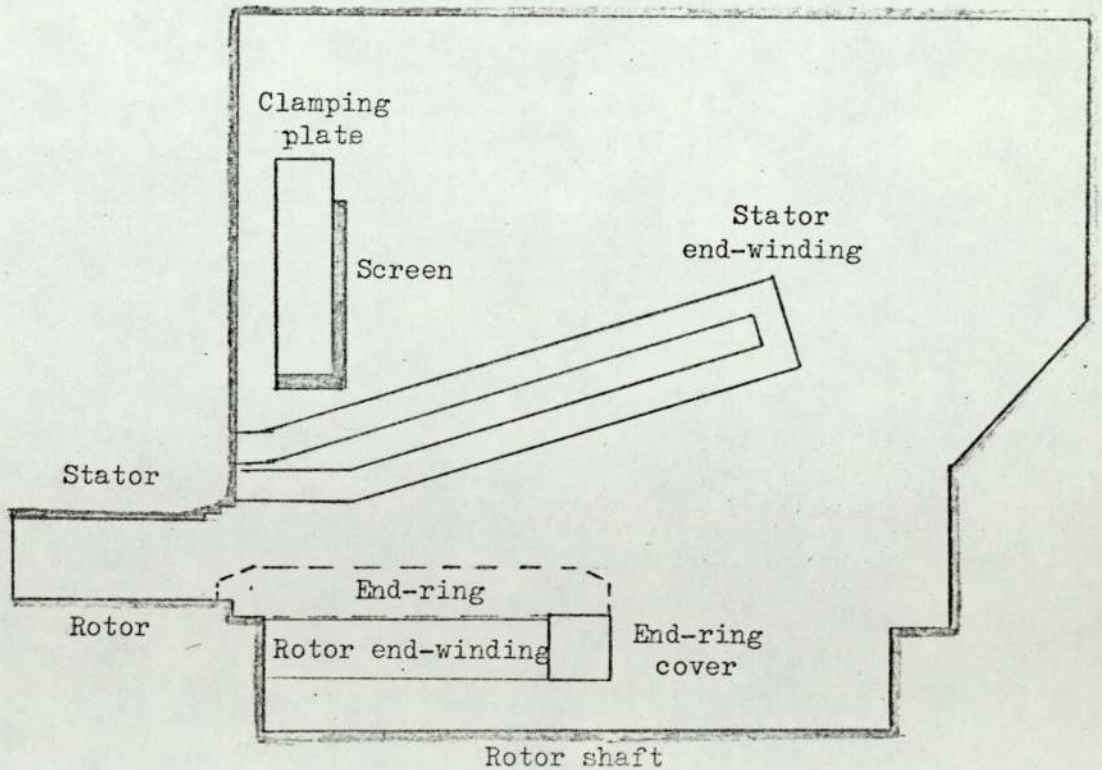 Clamping
plate
Screen
Stator
end-winding
Stator
Rotor
End-ring
Rotor end-winding
End-ring
cover
Rotor shaft